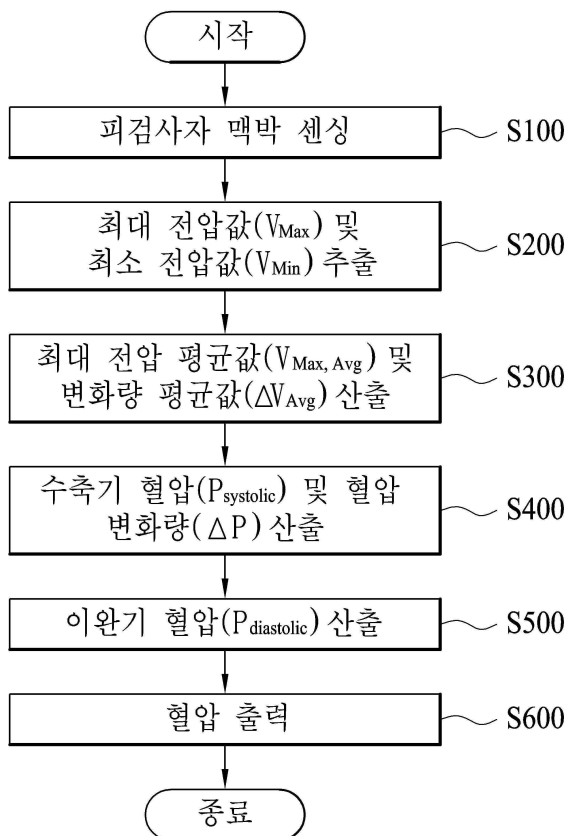 시작
피검사자 맥박 센싱
S100
최대 전압값(VMax) 및
최소 전압값(VMin) 추출
S200
최대 전압 평균값(VMax, Avg) 및
변화량 평균값(△VAvg) 산출
S300
수축기 혈압(Psystolic) 및 혈압
변화량(△P) 산출
S400
이완기 혈압(Pdiastolic) 산출
S500
혈압 출력
S600
종료